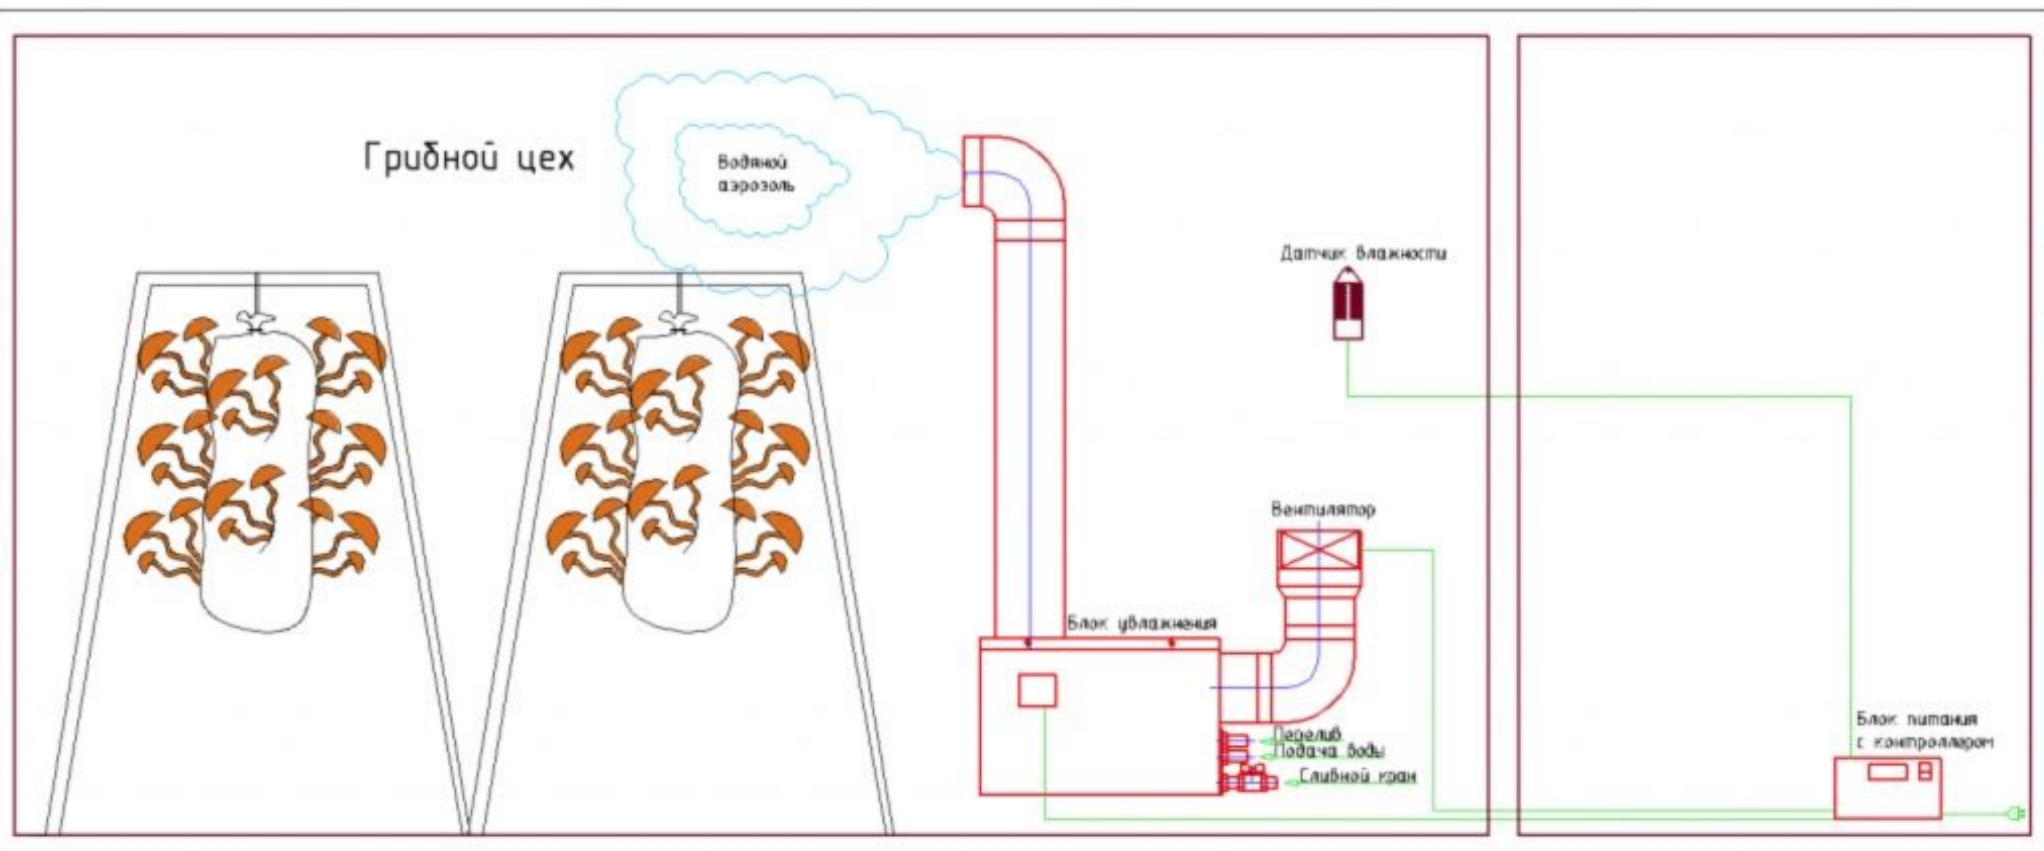 Грибной цех
Водяной
аэрозоль
Датчик влажности
Вентилятор
Блок увлажнения
Перелив
Подача воды
Сливной кран
Блок питания
с контроллером